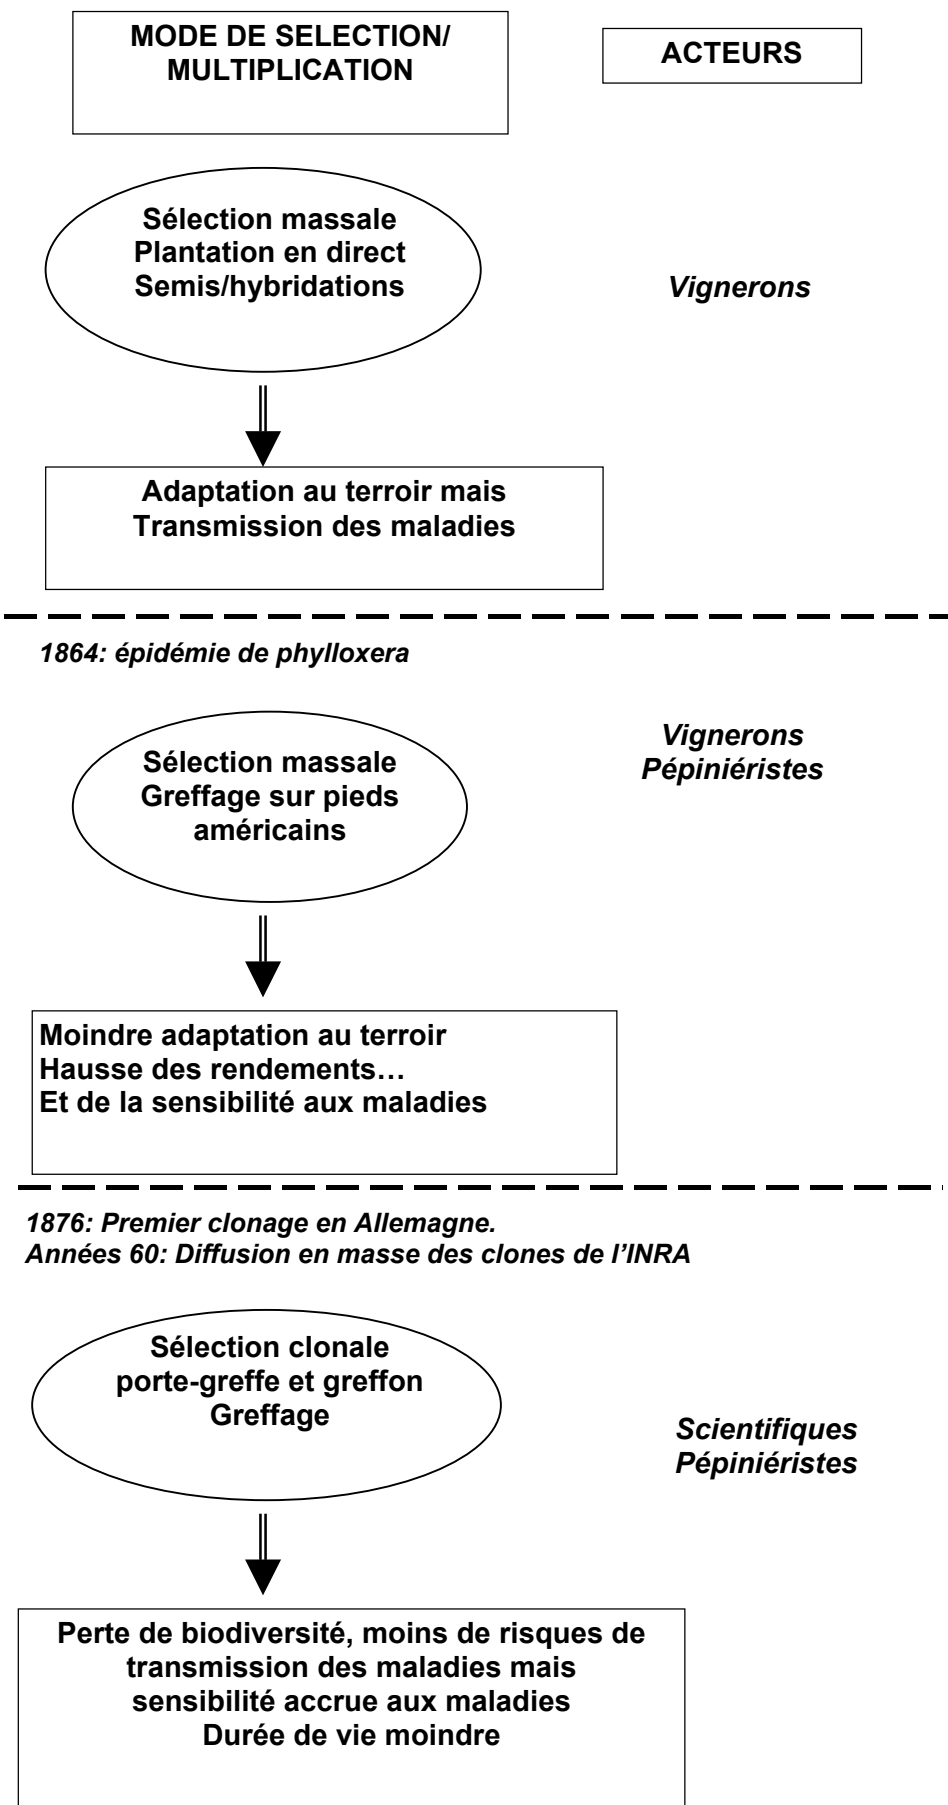 MODE DE SELECTION/
MULTIPLICATION
ACTEURS
Sélection massale
Plantation en direct
Semis/hybridations
Vignerons
Adaptation au terroir mais
Transmission des maladies
1864: épidémie de phylloxera
Sélection massale
Greffage sur pieds
américains
Vignerons
Pépiniéristes
Moindre adaptation au terroir
Hausse des rendements…
Et de la sensibilité aux maladies
1876: Premier clonage en Allemagne.
Années 60: Diffusion en masse des clones de l'INRA
Sélection clonale
porte-greffe et greffon
Greffage
Scientifiques
Pépiniéristes
Perte de biodiversité, moins de risques de
transmission des maladies mais
sensibilité accrue aux maladies
Durée de vie moindre